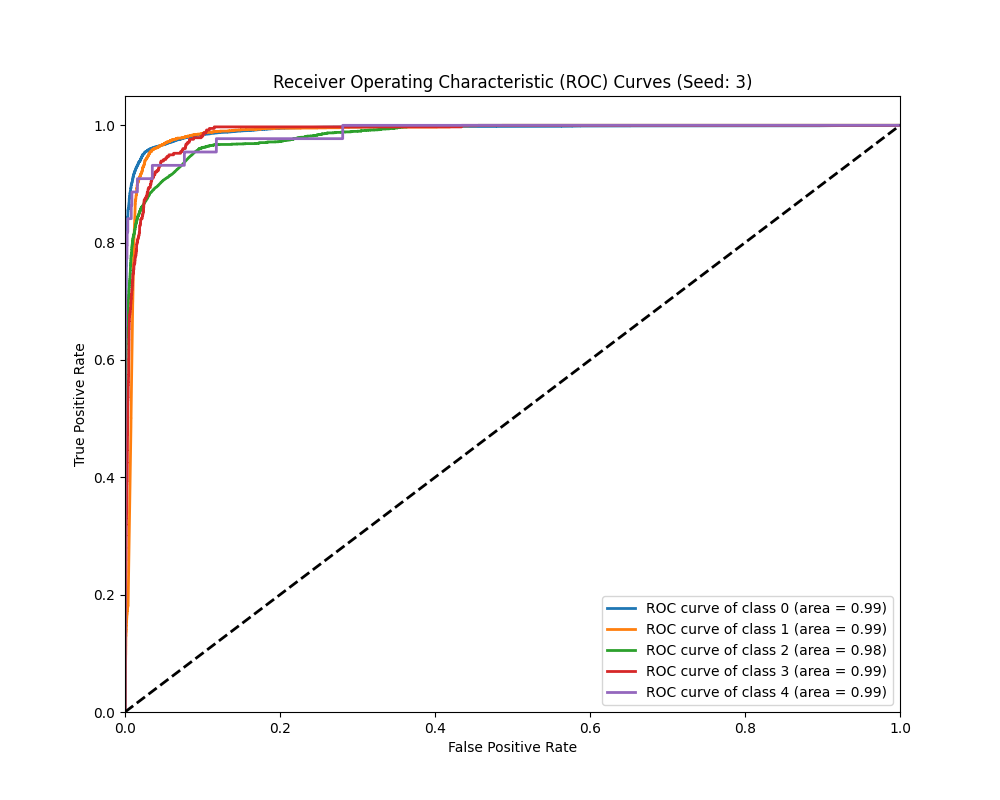 Receiver Operating Characteristic (ROC) Curves (Seed: 3)
True Positive Rate
1.0
0.8
0.6
0.4
0.2
0.0
0.0 0.2 0.4 0.6 0.8 1.0
False Positive Rate
ROC curve of class 0 (area = 0.99)
ROC curve of class 1 (area = 0.99)
ROC curve of class 2 (area = 0.98)
ROC curve of class 3 (area = 0.99)
ROC curve of class 4 (area = 0.99)